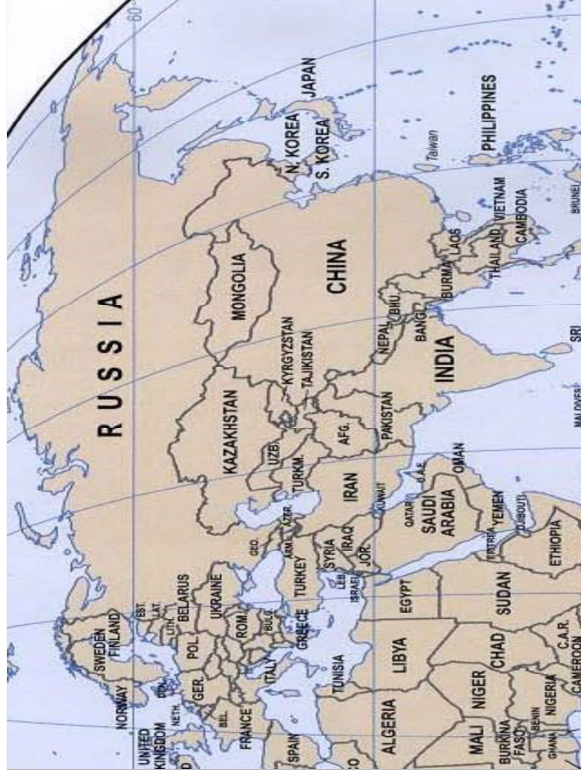 60
RUSSIA
NORWAY
SWEDEN
FINLAND
UNITED
KINGDOM
DEN.
NETH.
BEL.
GER.
POL.
EST.
LAT.
LITH.
BELARUS
UKRAINE
FRANCE
SPAIN
ITALY
ROM.
BULG.
GREECE
TURKEY
GEO.
ARM.
AZER.
KAZAKHSTAN
UZB.
TURKM.
KYRGYZSTAN
TAJIKISTAN
MONGOLIA
CHINA
N. KOREA
S. KOREA
JAPAN
Taiwan
PHILIPPINES
VIETNAM
LAOS
THAILAND
CAMBODIA
BURMA
BRUNEI
NEPAL
BHU.
BANG.
INDIA
SRI
MALDIVES
PAKISTAN
AFG.
IRAN
IRAQ
SYRIA
LEB.
ISRAEL
JOR.
KUWAIT
QATAR
U.A.E.
OMAN
SAUDI
ARABIA
YEMEN
ERITREA
DJIBOUTI
ETHIOPIA
EGYPT
SUDAN
LIBYA
TUNISIA
ALGERIA
CO
CHAD
NIGER
MALI
BURKINA
FASO
BENIN
GHANA
NIGERIA
C.A.R.
CAMEROON